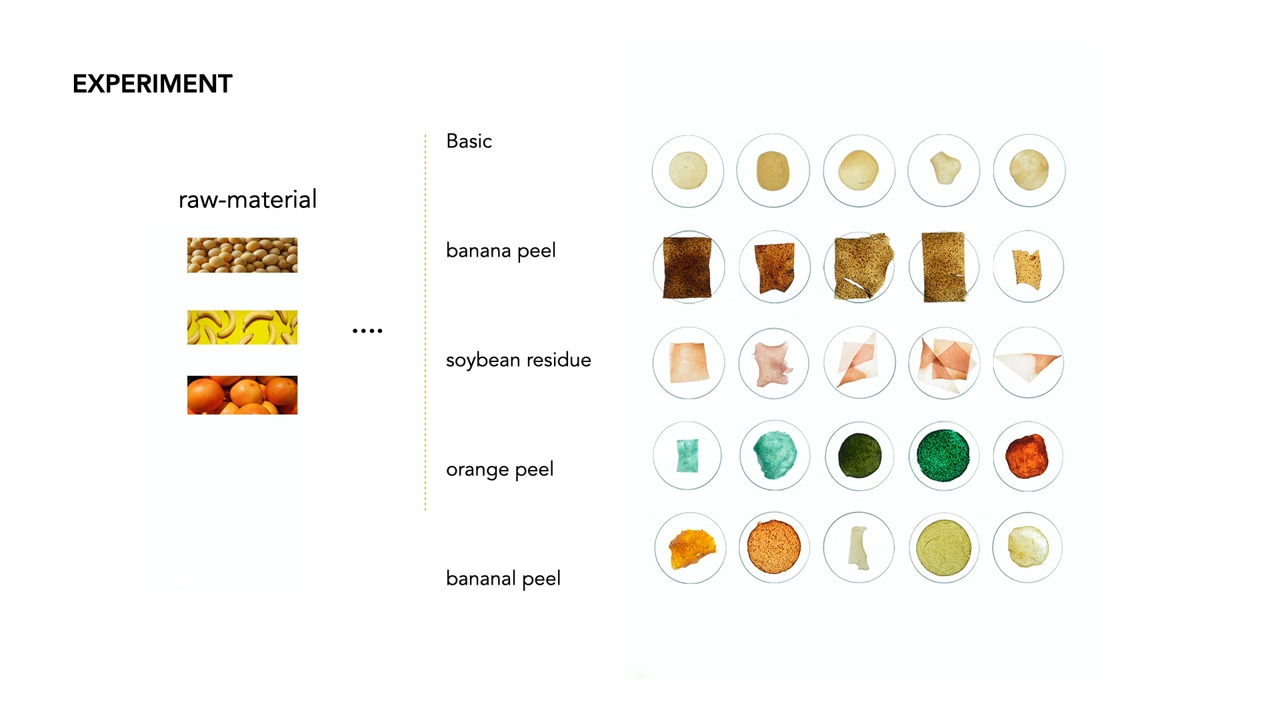 EXPERIMENT
raw-material
....
Basic
banana peel
soybean residue
orange peel
bananal peel